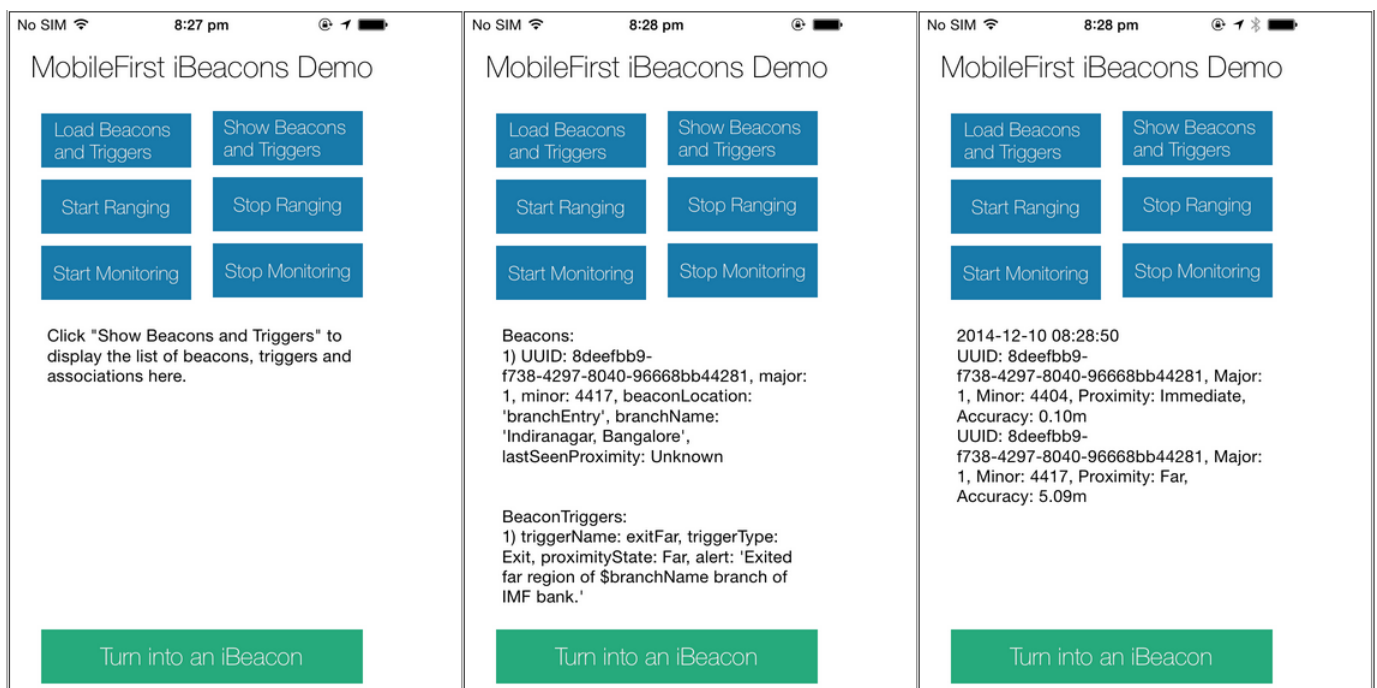 No SIM 8:27 pm
MobileFirst iBeacons Demo
Load Beacons
and Triggers
Show Beacons
and Triggers
Start Ranging
Stop Ranging
Start Monitoring
Stop Monitoring
Click "Show Beacons and Triggers" to
display the list of beacons, triggers and
associations here.
Turn into an iBeacon
No SIM 8:28 pm
MobileFirst iBeacons Demo
Load Beacons
and Triggers
Show Beacons
and Triggers
Start Ranging
Stop Ranging
Start Monitoring
Stop Monitoring
Beacons:
1) UUID: 8deefbb9-
f738-4297-8040-96668bb44281, major:
1, minor: 4417, beaconLocation:
'branchEntry', branchName:
'Indiranagar, Bangalore',
lastSeenProximity: Unknown
BeaconTriggers:
1) triggerName: exitFar, triggerType:
Exit, proximityState: Far, alert: 'Exited
far region of $branchName branch of
IMF bank.'
Turn into an iBeacon
No SIM 8:28 pm
MobileFirst iBeacons Demo
Load Beacons
and Triggers
Show Beacons
and Triggers
Start Ranging
Stop Ranging
Start Monitoring
Stop Monitoring
2014-12-10 08:28:50
UUID: 8deefbb9-
f738-4297-8040-96668bb44281, Major:
1, Minor: 4404, Proximity: Immediate,
Accuracy: 0.10m
UUID: 8deefbb9-
f738-4297-8040-96668bb44281, Major:
1, Minor: 4417, Proximity: Far,
Accuracy: 5.09m
Turn into an iBeacon